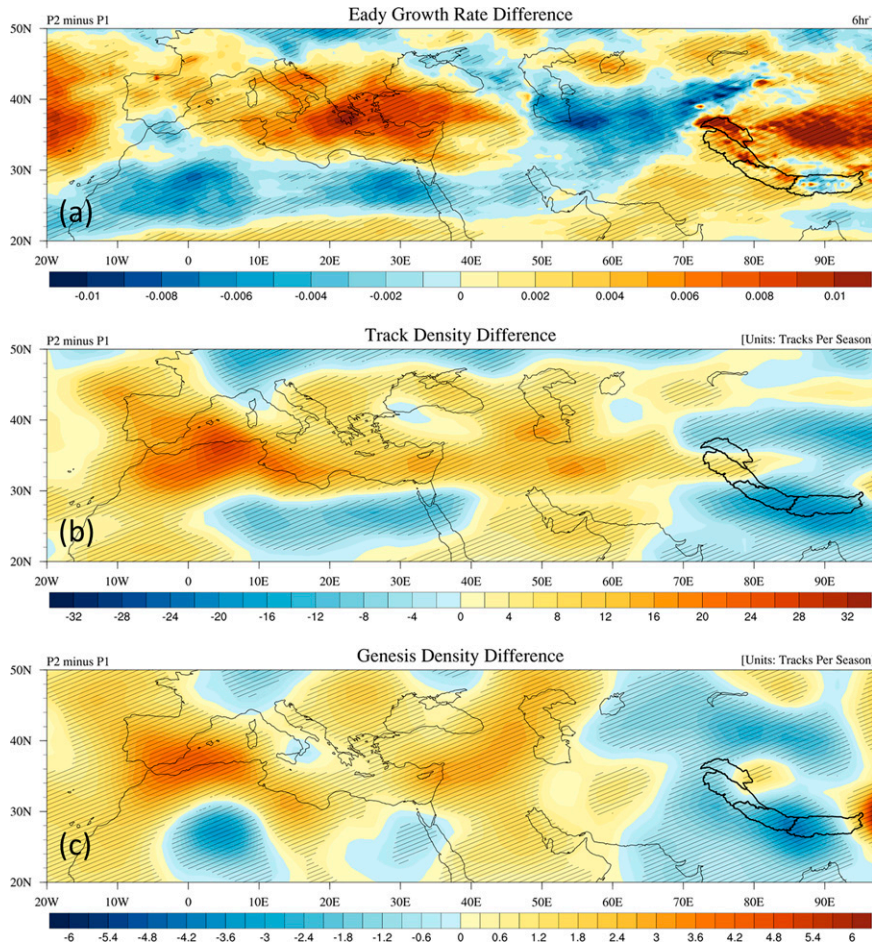 Eady Growth Rate Difference
P2 minus P1 6hr
50N
40N
30N
20N
(a)
20W 10W 0 10E 20E 30E 40E 50E 60E 70E 80E 90E
-0.01 -0.008 -0.006 -0.004 -0.002 0 0.002 0.004 0.006 0.008 0.01
Track Density Difference
P2 minus P1 [Units: Tracks Per Season]
50N
40N
30N
20N
(b)
20W 10W 0 10E 20E 30E 40E 50E 60E 70E 80E 90E
-32 -28 -24 -20 -16 -12 -8 -4 0 4 8 12 16 20 24 28 32
Genesis Density Difference
P2 minus P1 [Units: Tracks Per Season]
50N
40N
30N
20N
(c)
20W 10W 0 10E 20E 30E 40E 50E 60E 70E 80E 90E
-6 -5.4 -4.8 -4.2 -3.6 -3 -2.4 -1.8 -1.2 -0.6 0 0.6 1.2 1.8 2.4 3 3.6 4.2 4.8 5.4 6